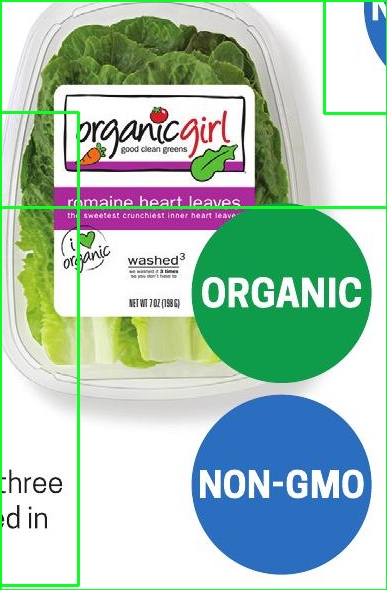 organicgirl
good clean greens
romaine heart leaves
the sweetest crunchiest inner heart leaves
i
organic
washed3
we washed it 3 times
so you don't have to
NET WT 7 OZ (198 G)
ORGANIC
NON-GMO
three
ed in